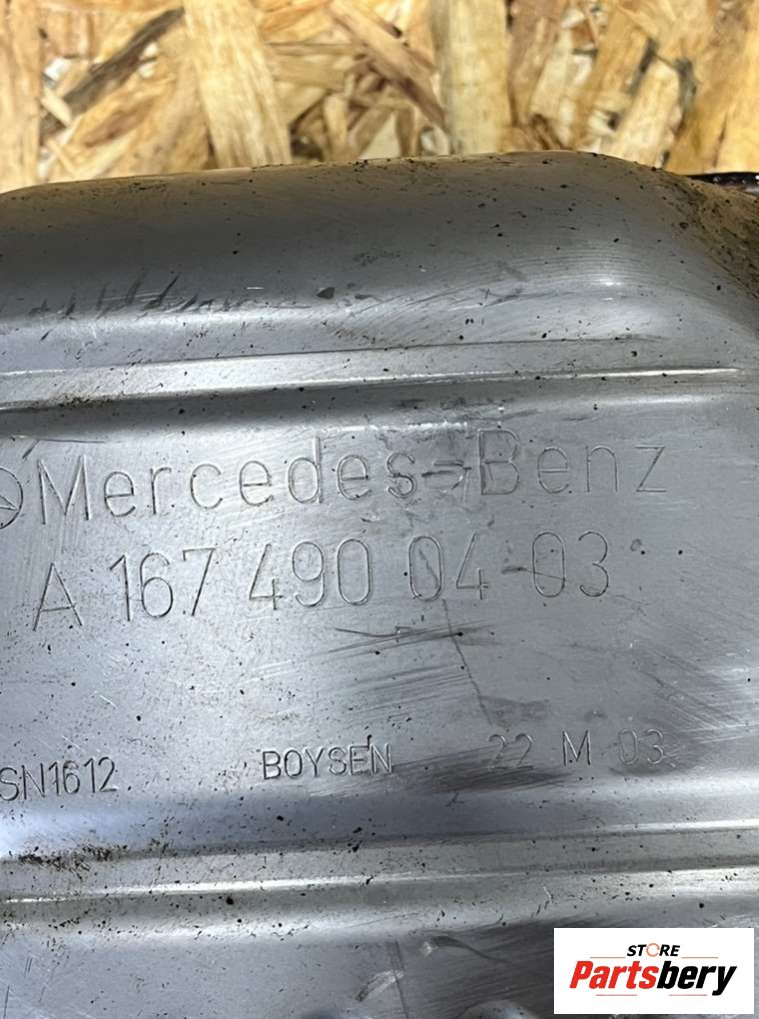 Mercedes-Benz
A 167 490 04 03
SN1612 BOYSEN 22 M 03
STORE
Partsbery